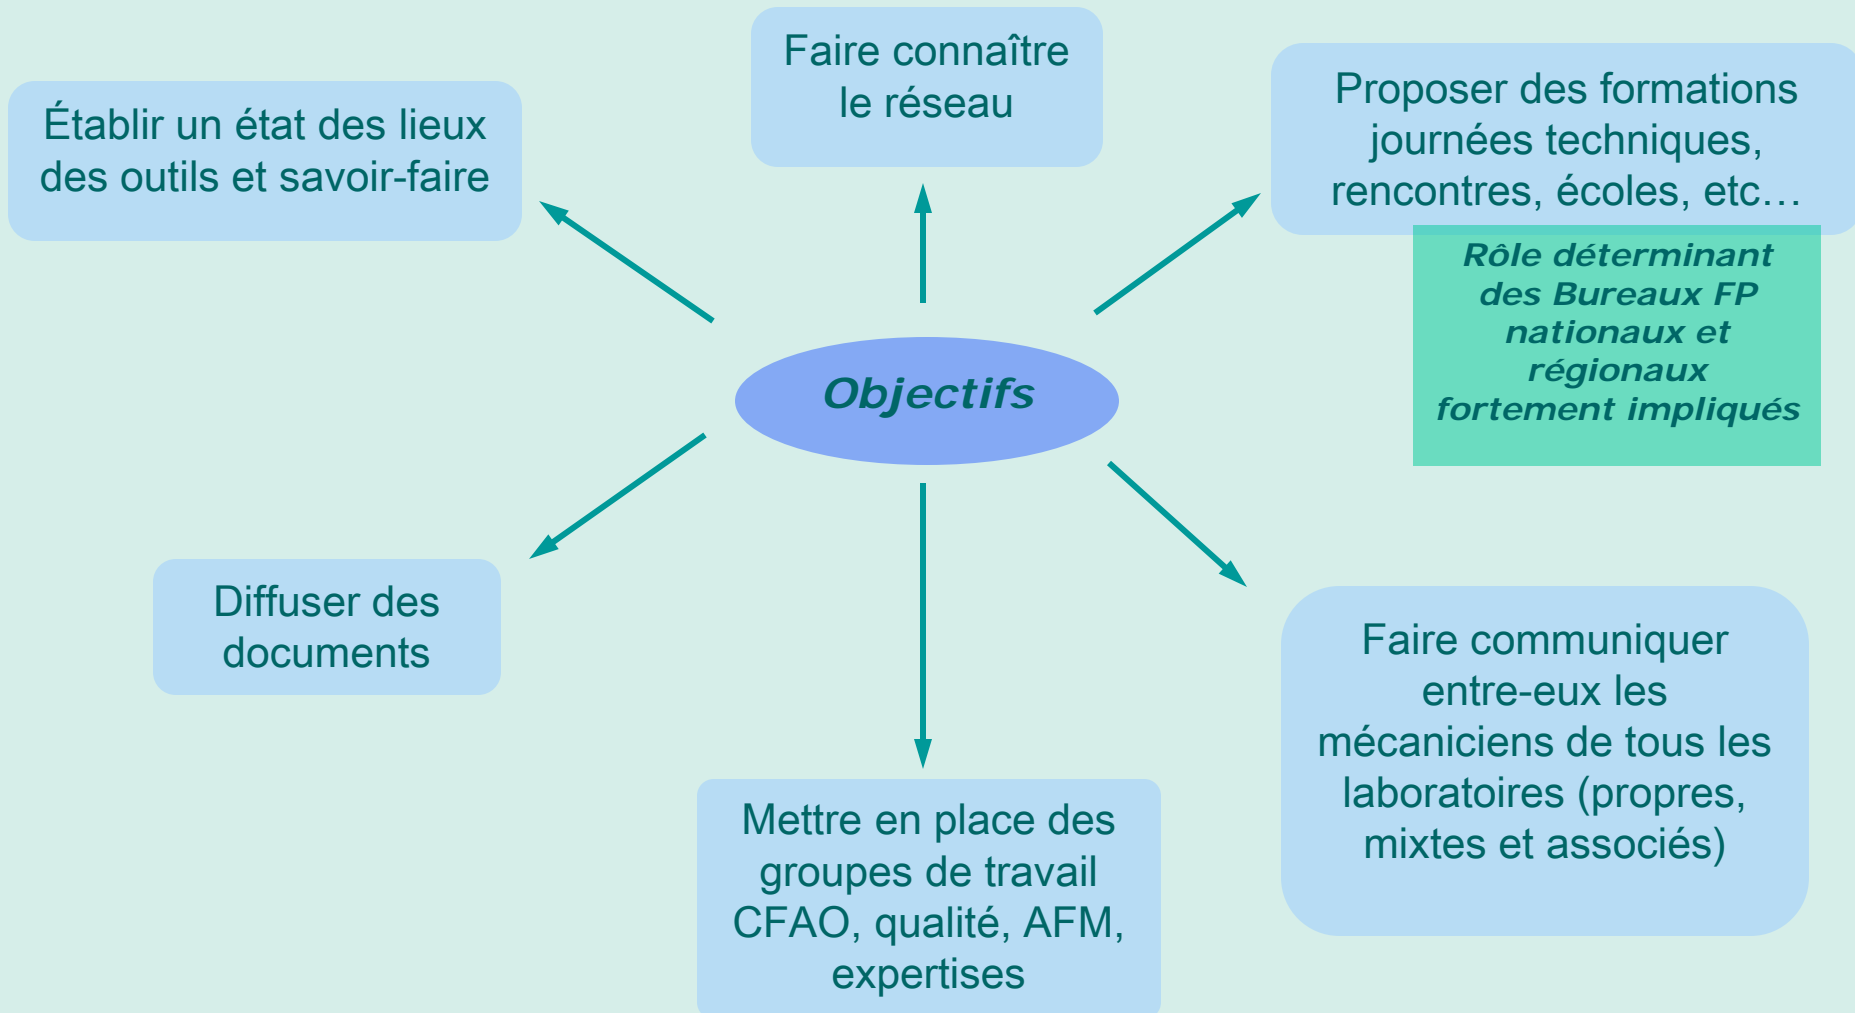 Faire connaître
le réseau
Établir un état des lieux
des outils et savoir-faire
Proposer des formations
journées techniques,
rencontres, écoles, etc…
Rôle déterminant
des Bureaux FP
nationaux et
régionaux
fortement impliqués
Objectifs
Diffuser des
documents
Faire communiquer
entre-eux les
mécaniciens de tous les
laboratoires (propres,
mixtes et associés)
Mettre en place des
groupes de travail
CFAO, qualité, AFM,
expertises